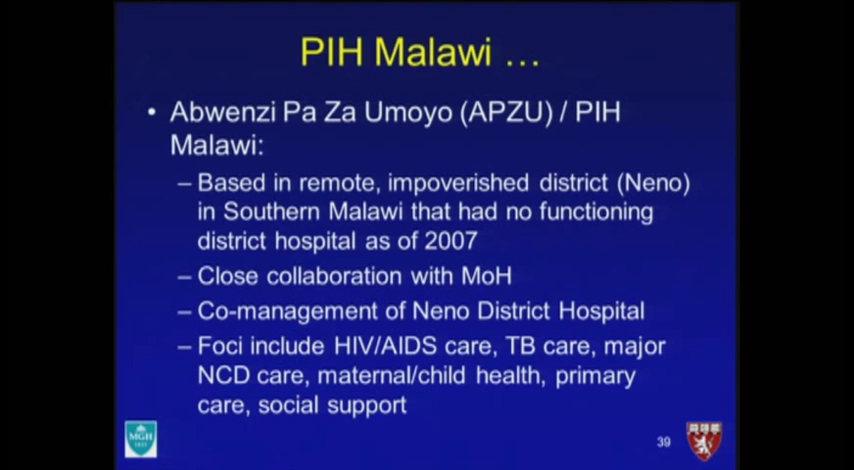 PIH Malawi ...
• Abwenzi Pa Za Umoyo (APZU) / PIH
Malawi:
– Based in remote, impoverished district (Neno)
in Southern Malawi that had no functioning
district hospital as of 2007
– Close collaboration with MoH
– Co-management of Neno District Hospital
– Foci include HIV/AIDS care, TB care, major
NCD care, maternal/child health, primary
care, social support
MGH
39